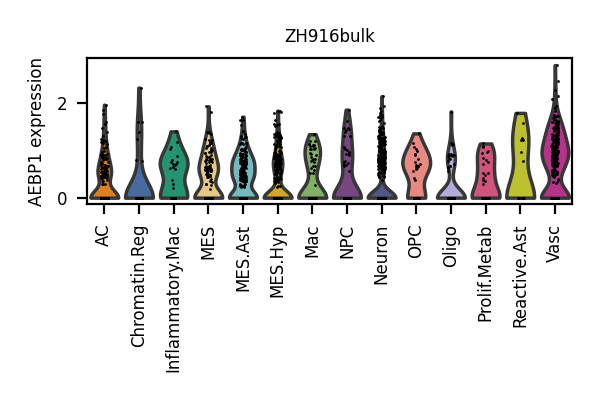 ZH916bulk
AEBP1 expression
2
0
AC
Chromatin.Reg
Inflammatory.Mac
MES
MES.Ast
MES.Hyp
Mac
NPC
Neuron
OPC
Oligo
Prolif.Metab
Reactive.Ast
Vasc